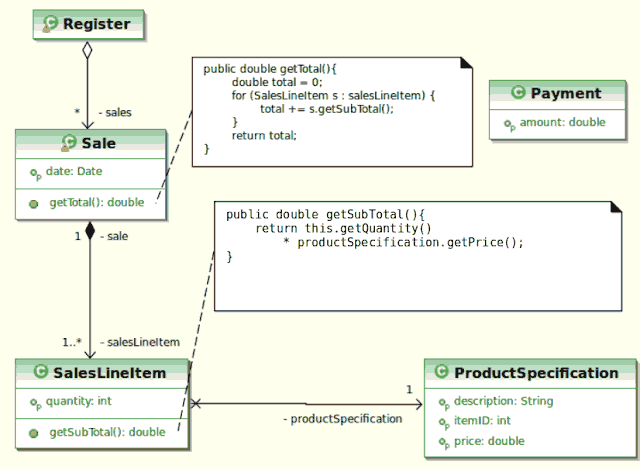 Register
* - sales
Sale
date: Date
getTotal(): double
public double getTotal(){
double total = 0;
for (SalesLineItem s : salesLineItem) {
total += s.getSubTotal();
}
return total;
}
Payment
amount: double
1 - sale
public double getSubTotal(){
return this.getQuantity()
* productSpecification.getPrice();
}
1..* - salesLineItem
SalesLineItem
quantity: int
getSubTotal(): double
1
- productSpecification
ProductSpecification
description: String
itemID: int
price: double